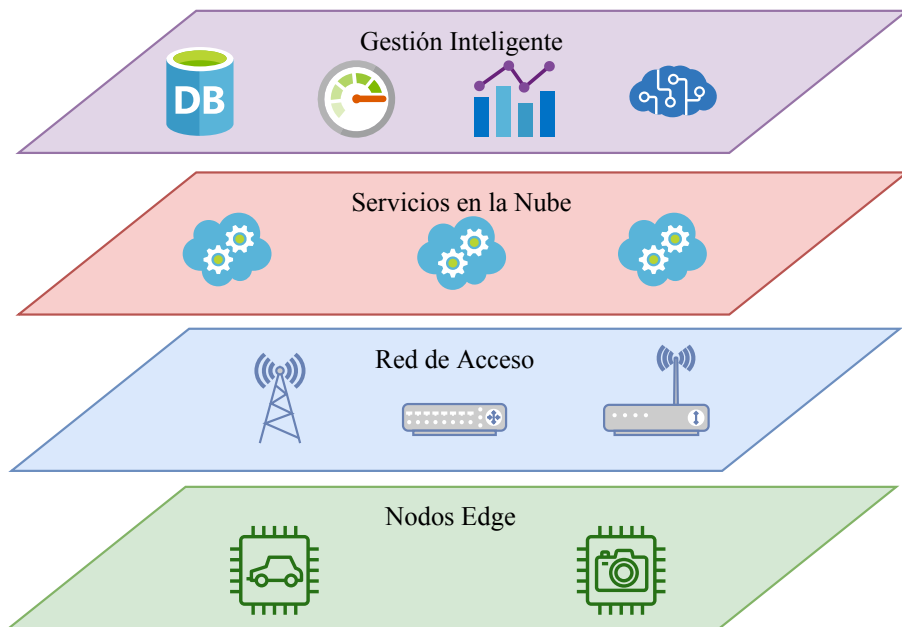 Gestión Inteligente
DB
Servicios en la Nube
Red de Acceso
Nodos Edge